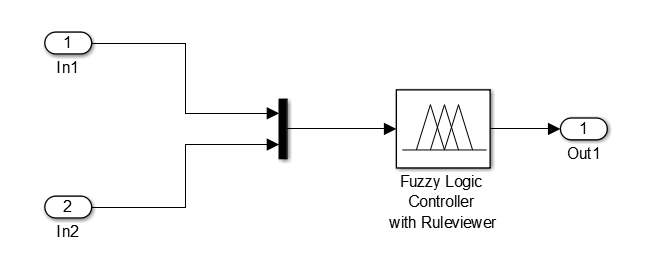 1
In1
2
In2
Fuzzy Logic
Controller
with Ruleviewer
1
Out1